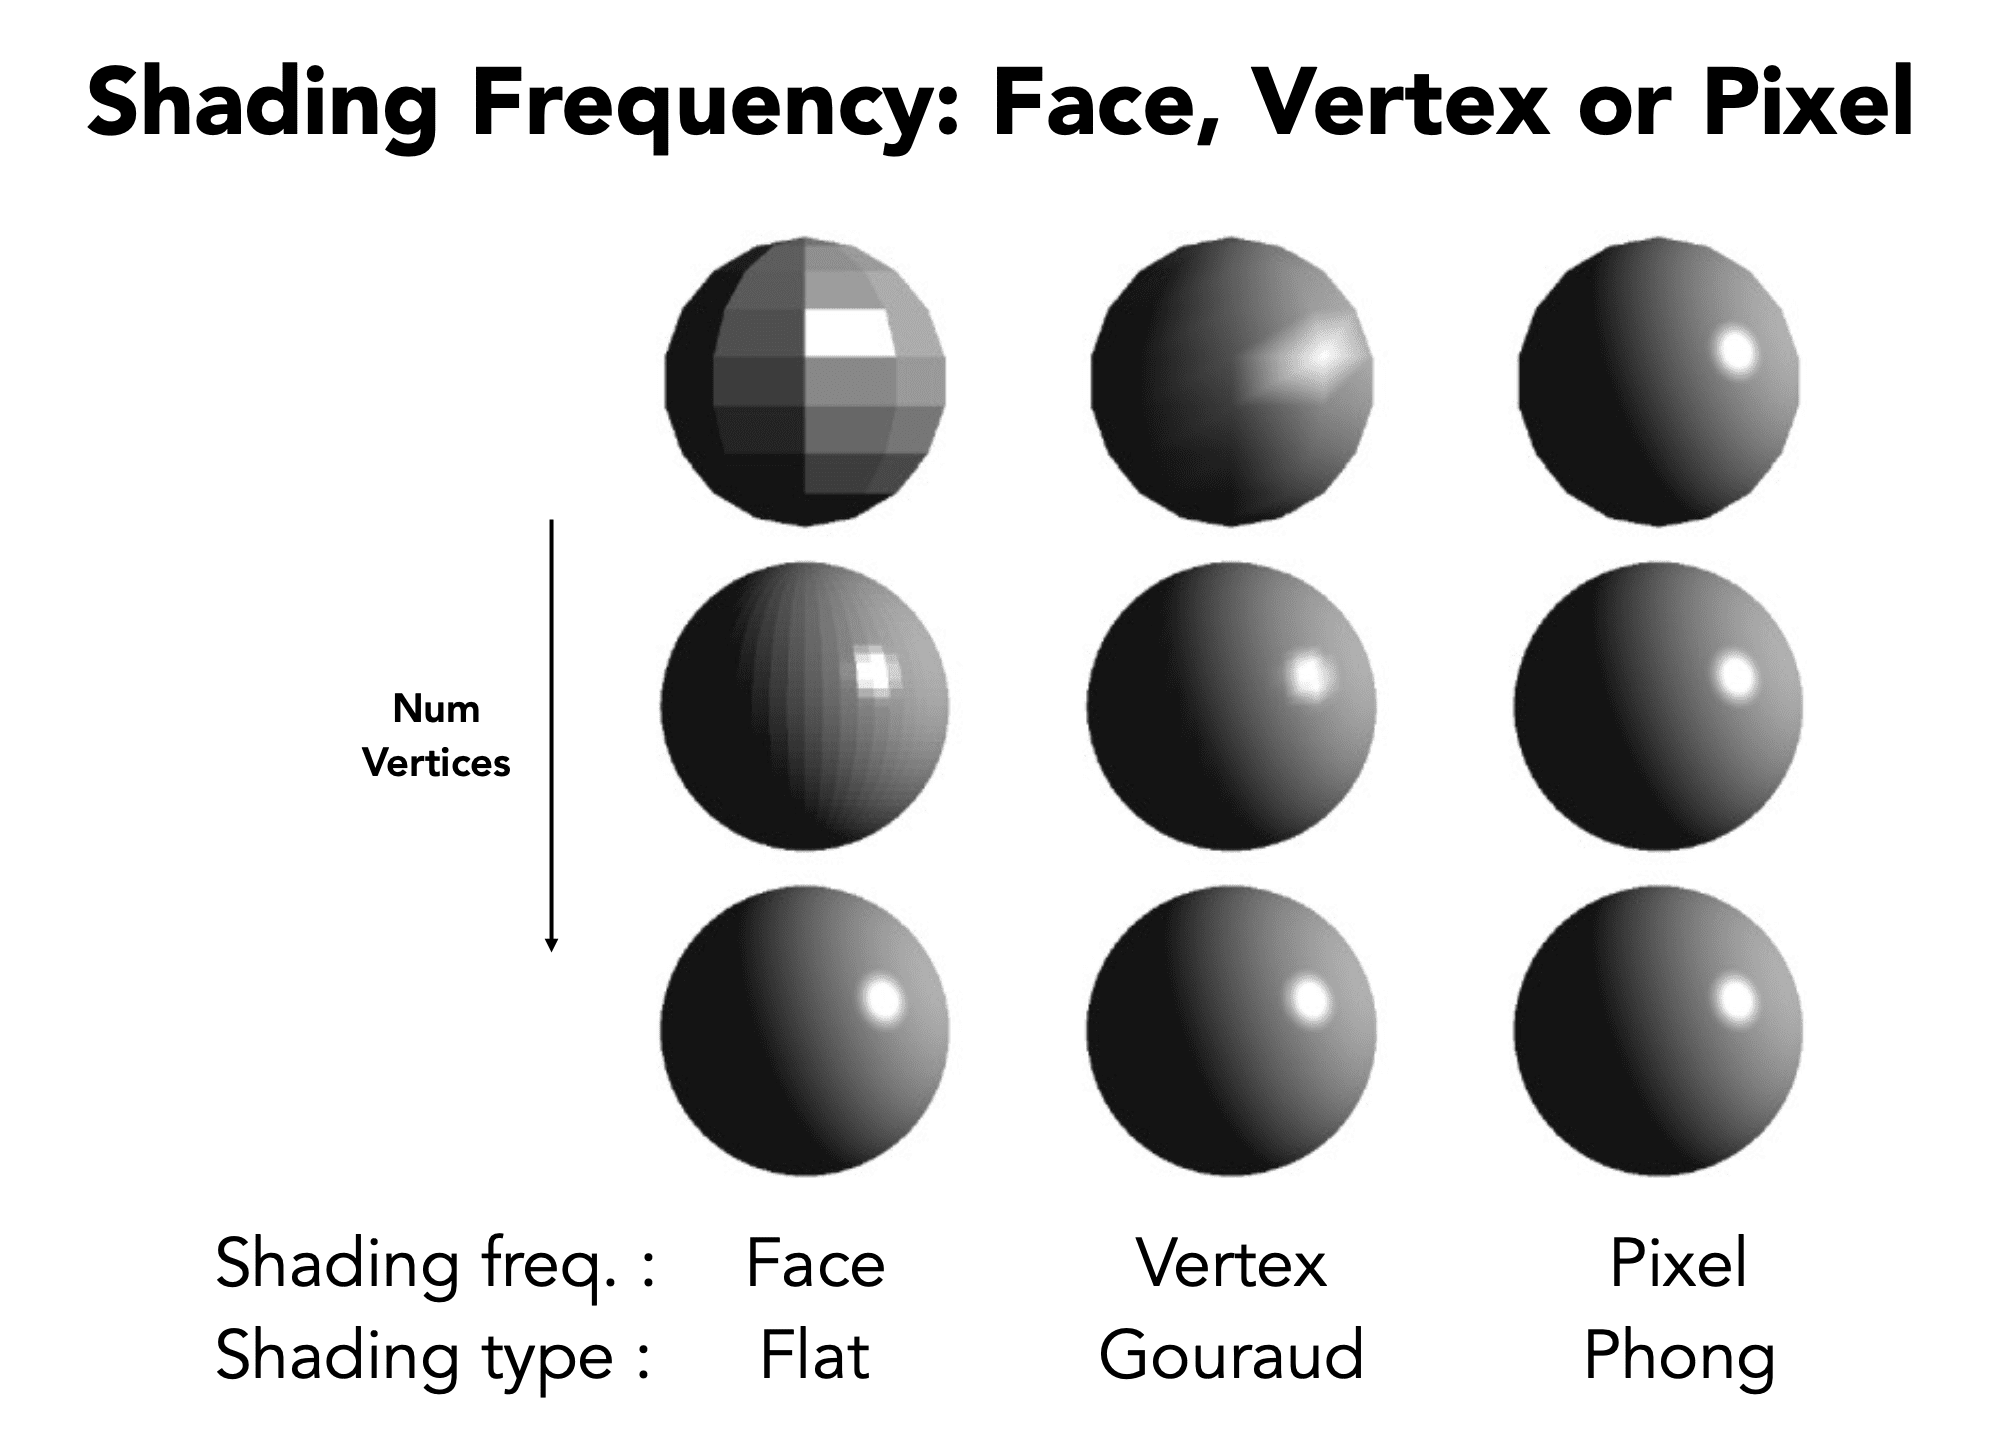 Shading Frequency: Face, Vertex or Pixel
Num
Vertices
Shading freq. : Face Vertex Pixel
Shading type : Flat Gouraud Phong